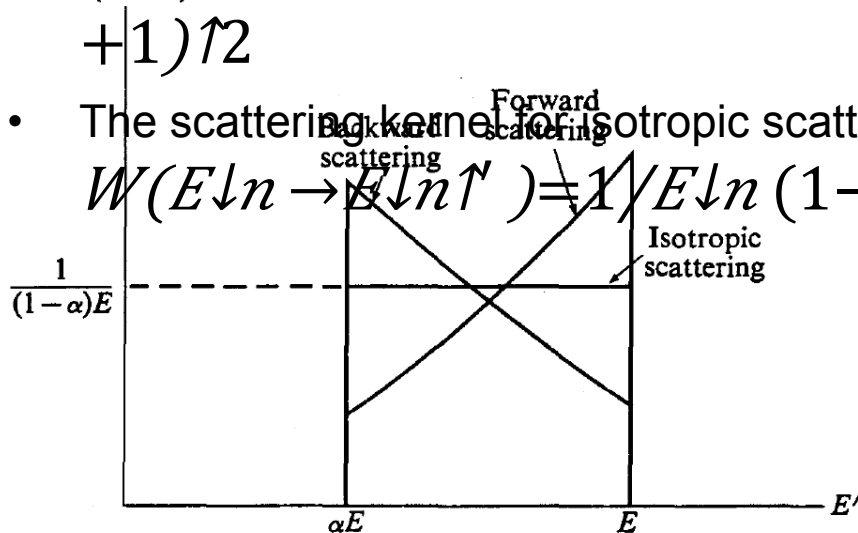 +1)↑2
• The scattering kernel for isotropic scatt
W(E↓n →E↓n↑′ )=1/E↓n (1−
Backward
scattering
Forward
scattering
Isotropic
scattering
1
(1−α)E
αE
E
E′